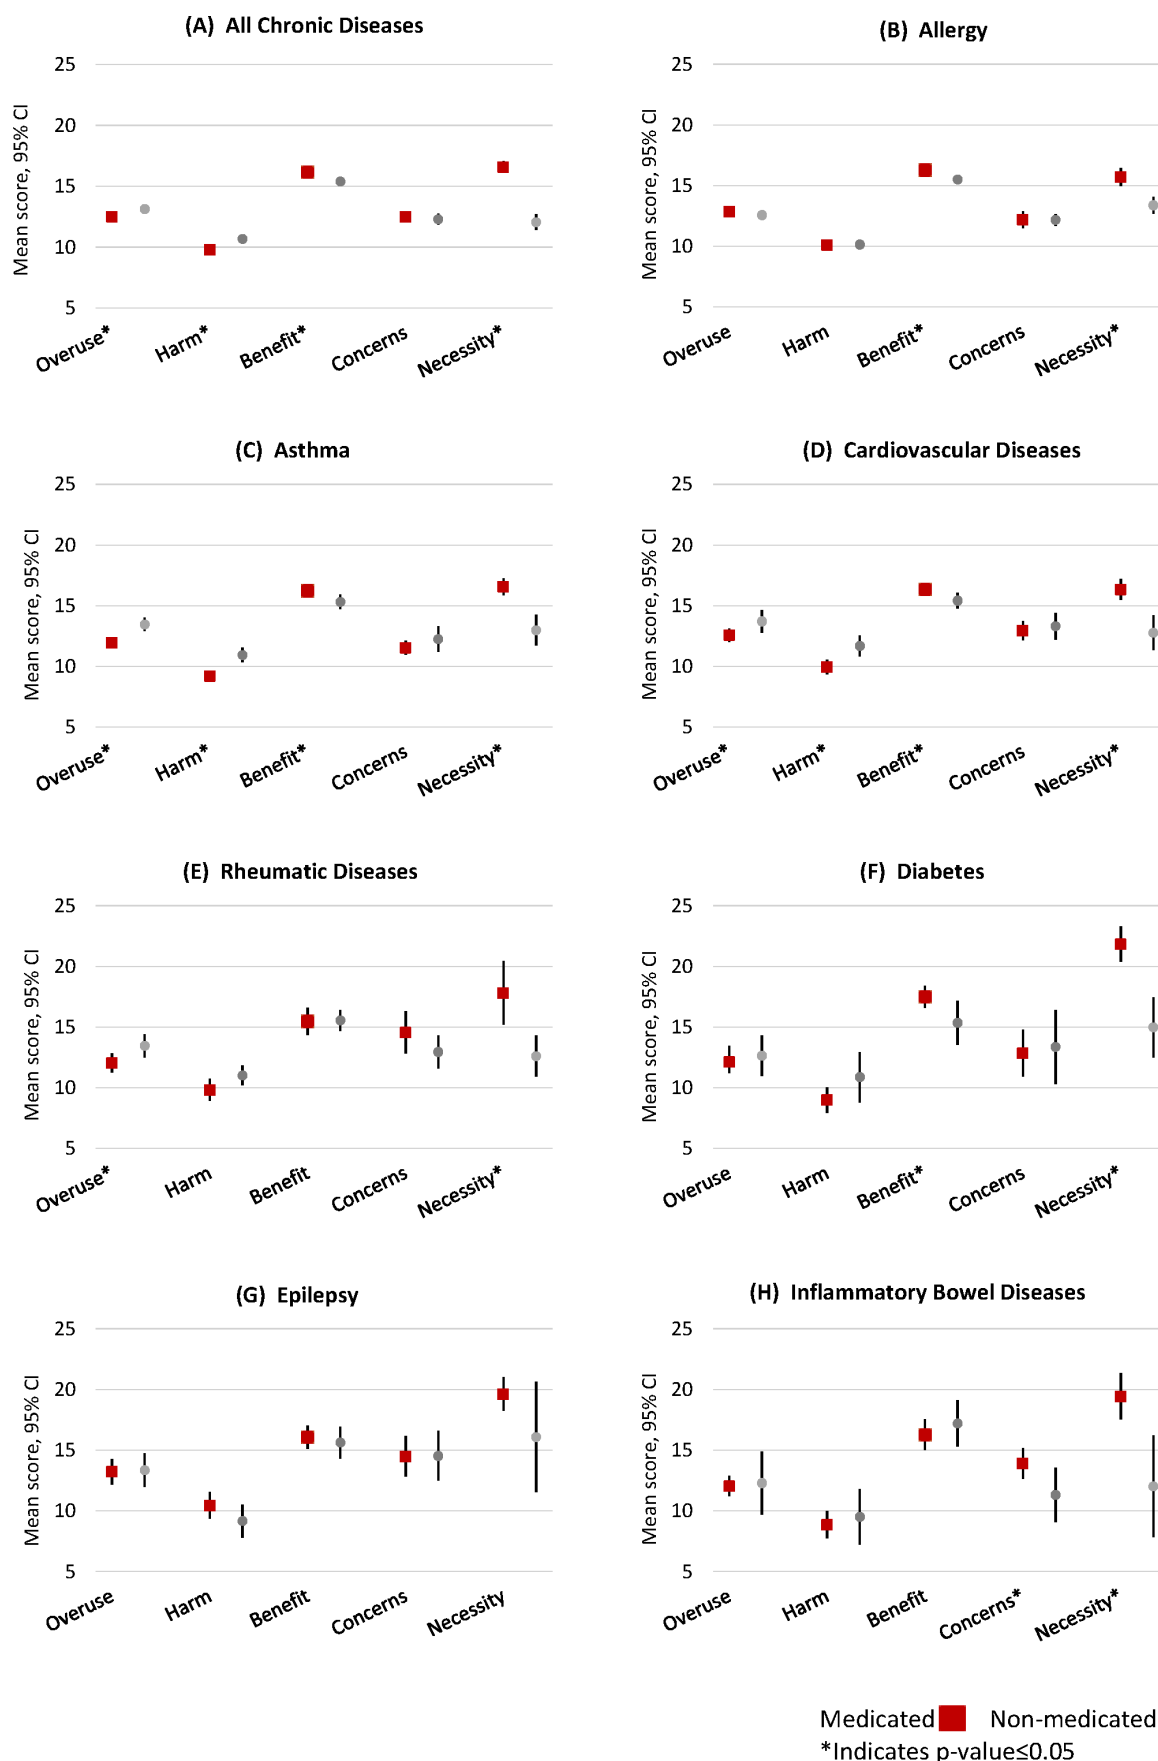 (A) All Chronic Diseases
Mean score, 95% CI
25
20
15
10
5
Overuse*
Harm*
Benefit*
Concerns
Necessity*
(B) Allergy
Mean score, 95% CI
25
20
15
10
5
Overuse
Harm
Benefit*
Concerns
Necessity*
(C) Asthma
Mean score, 95% CI
25
20
15
10
5
Overuse*
Harm*
Benefit*
Concerns
Necessity*
(D) Cardiovascular Diseases
Mean score, 95% CI
25
20
15
10
5
Overuse*
Harm*
Benefit*
Concerns
Necessity*
(E) Rheumatic Diseases
Mean score, 95% CI
25
20
15
10
5
Overuse*
Harm
Benefit
Concerns
Necessity*
(F) Diabetes
Mean score, 95% CI
25
20
15
10
5
Overuse
Harm
Benefit*
Concerns
Necessity*
(G) Epilepsy
Mean score, 95% CI
25
20
15
10
5
Overuse
Harm
Benefit
Concerns
Necessity
(H) Inflammatory Bowel Diseases
Mean score, 95% CI
25
20
15
10
5
Overuse
Harm
Benefit
Concerns*
Necessity*
Medicated Non-medicated
*Indicates p-value≤0.05